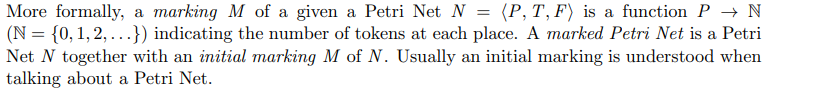 More formally, a marking M of a given a Petri Net N = ⟨P, T, F⟩ is a function P → ℕ
(ℕ = {0, 1, 2, . . .}) indicating the number of tokens at each place. A marked Petri Net is a Petri
Net N together with an initial marking M of N. Usually an initial marking is understood when
talking about a Petri Net.